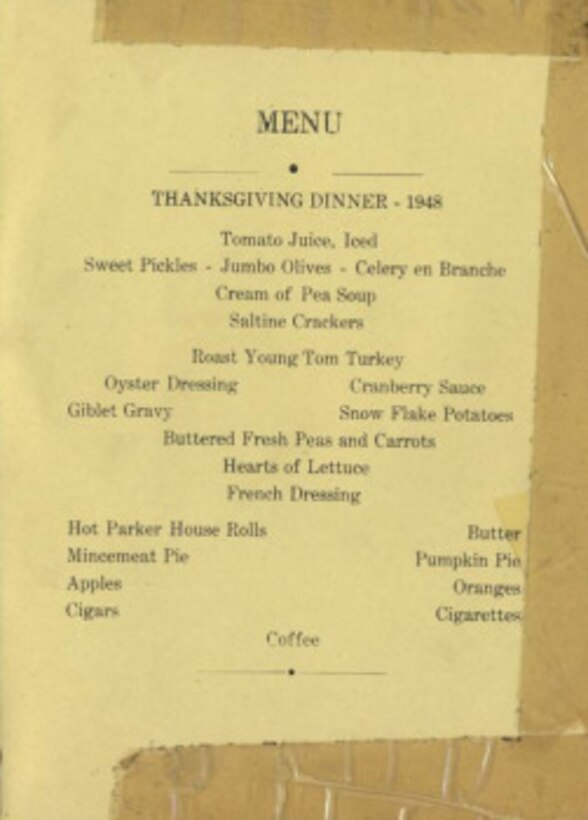 MENU
THANKSGIVING DINNER - 1948
Tomato Juice, Iced
Sweet Pickles - Jumbo Olives - Celery en Branche
Cream of Pea Soup
Saltine Crackers
Roast Young Tom Turkey
Oyster Dressing Cranberry Sauce
Giblet Gravy Snow Flake Potatoes
Buttered Fresh Peas and Carrots
Hearts of Lettuce
French Dressing
Hot Parker House Rolls Butter
Mincemeat Pie Pumpkin Pie
Apples Oranges
Cigars Cigarettes
Coffee